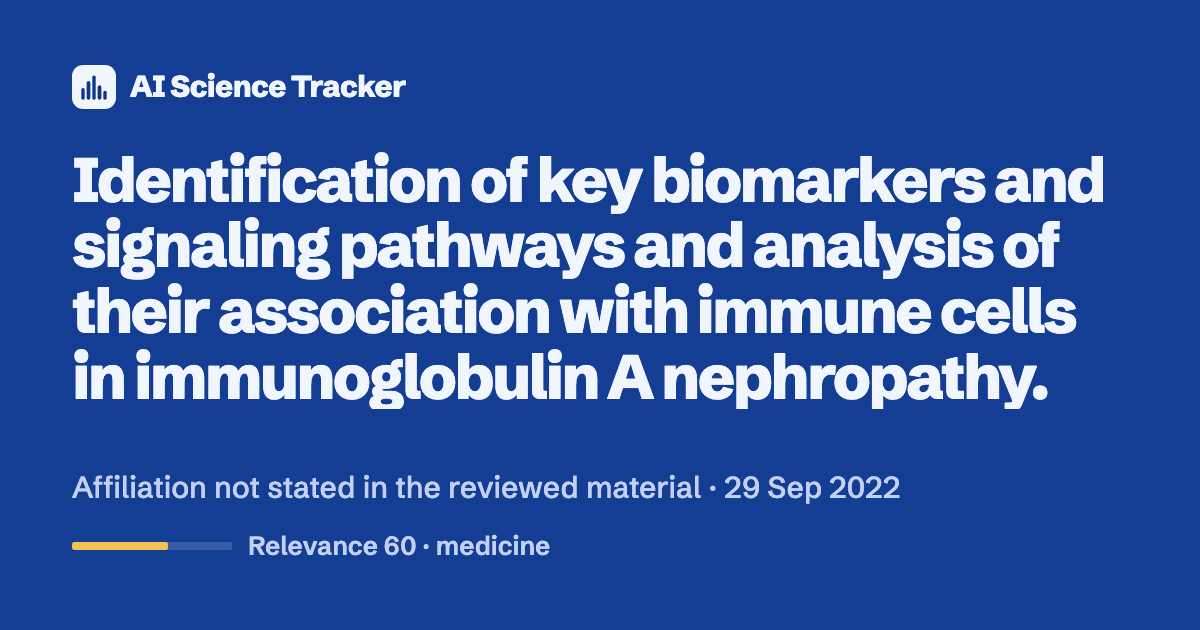 AI Science Tracker
Identification of key biomarkers and
signaling pathways and analysis of
their association with immune cells
in immunoglobulin A nephropathy.
Affiliation not stated in the reviewed material · 29 Sep 2022
Relevance 60 · medicine